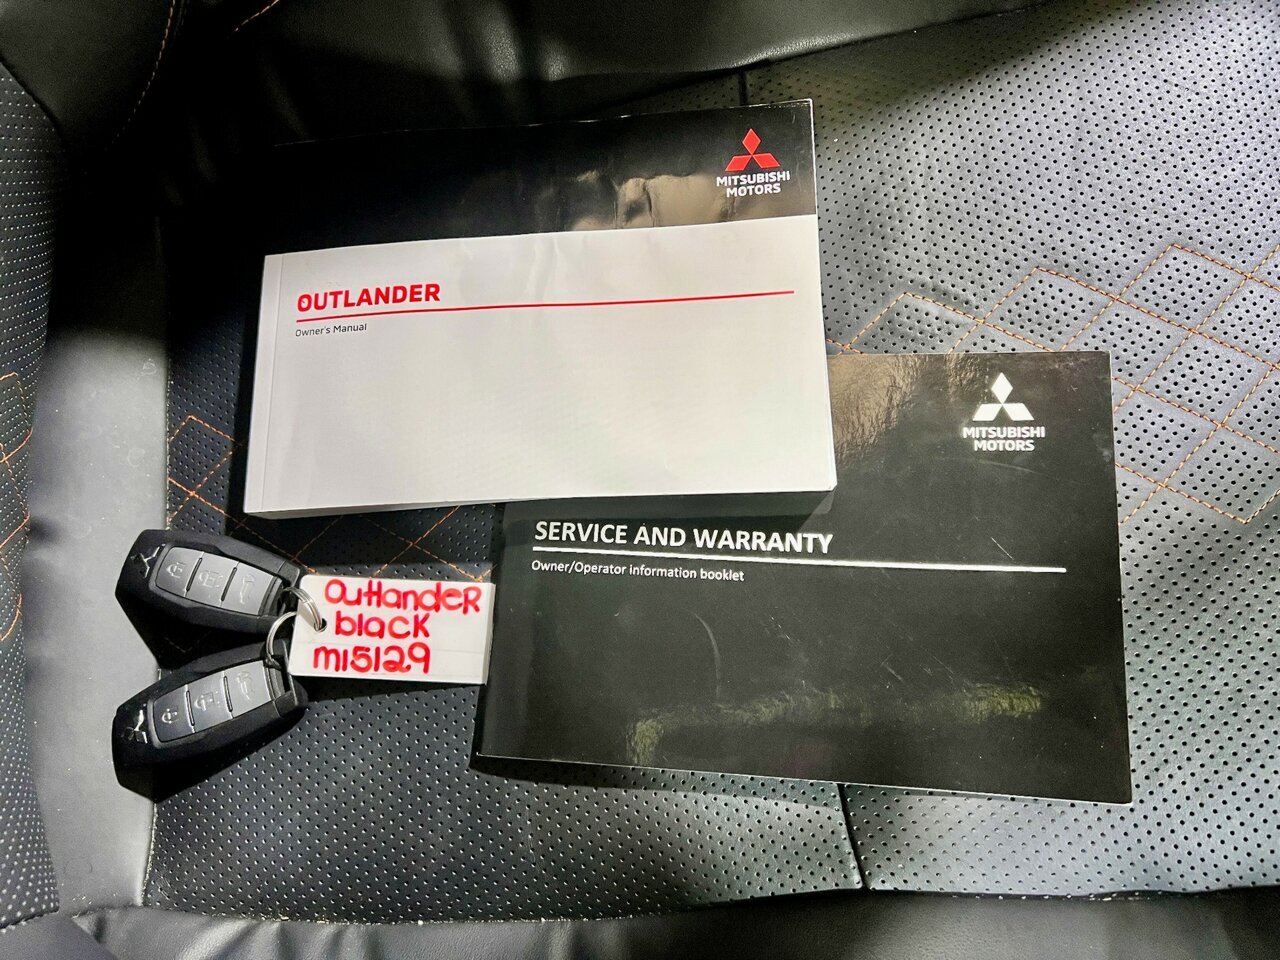 MITSUBISHI
MOTORS
OUTLANDER
Owner's Manual
MITSUBISHI
MOTORS
SERVICE AND WARRANTY
Owner/Operator information booklet
OutlandeR
black
m15129